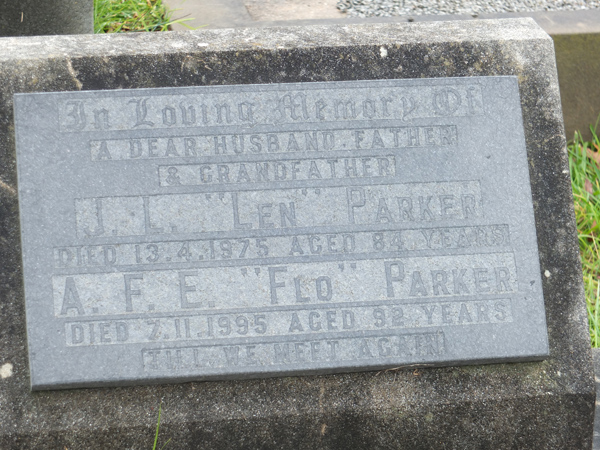 In Loving Memory Of
A DEAR HUSBAND FATHER
& GRANDFATHER
J. L. "LEN" PARKER
DIED 13.4.1975 AGED 84 YEARS
A. F. E. "FLO" PARKER
DIED 7.11.1995 AGED 92 YEARS
TILL WE MEET AGAIN